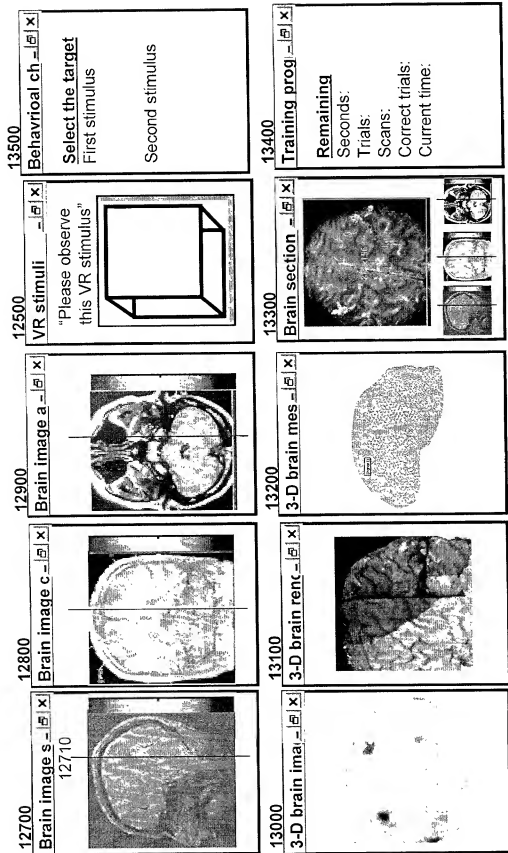 12700
Brain image s
12710
12800
Brain image c
12900
Brain image a
12500
VR stimuli
"Please observe
this VR stimulus"
13500
Behavrioal ch
Select the target
First stimulus
Second stimulus
13000
3-D brain ima
13100
3-D brain renc
13200
3-D brain mes
13300
Brain section
13400
Training prog
Remaining
Seconds:
Trials:
Scans:
Correct trials:
Current time: